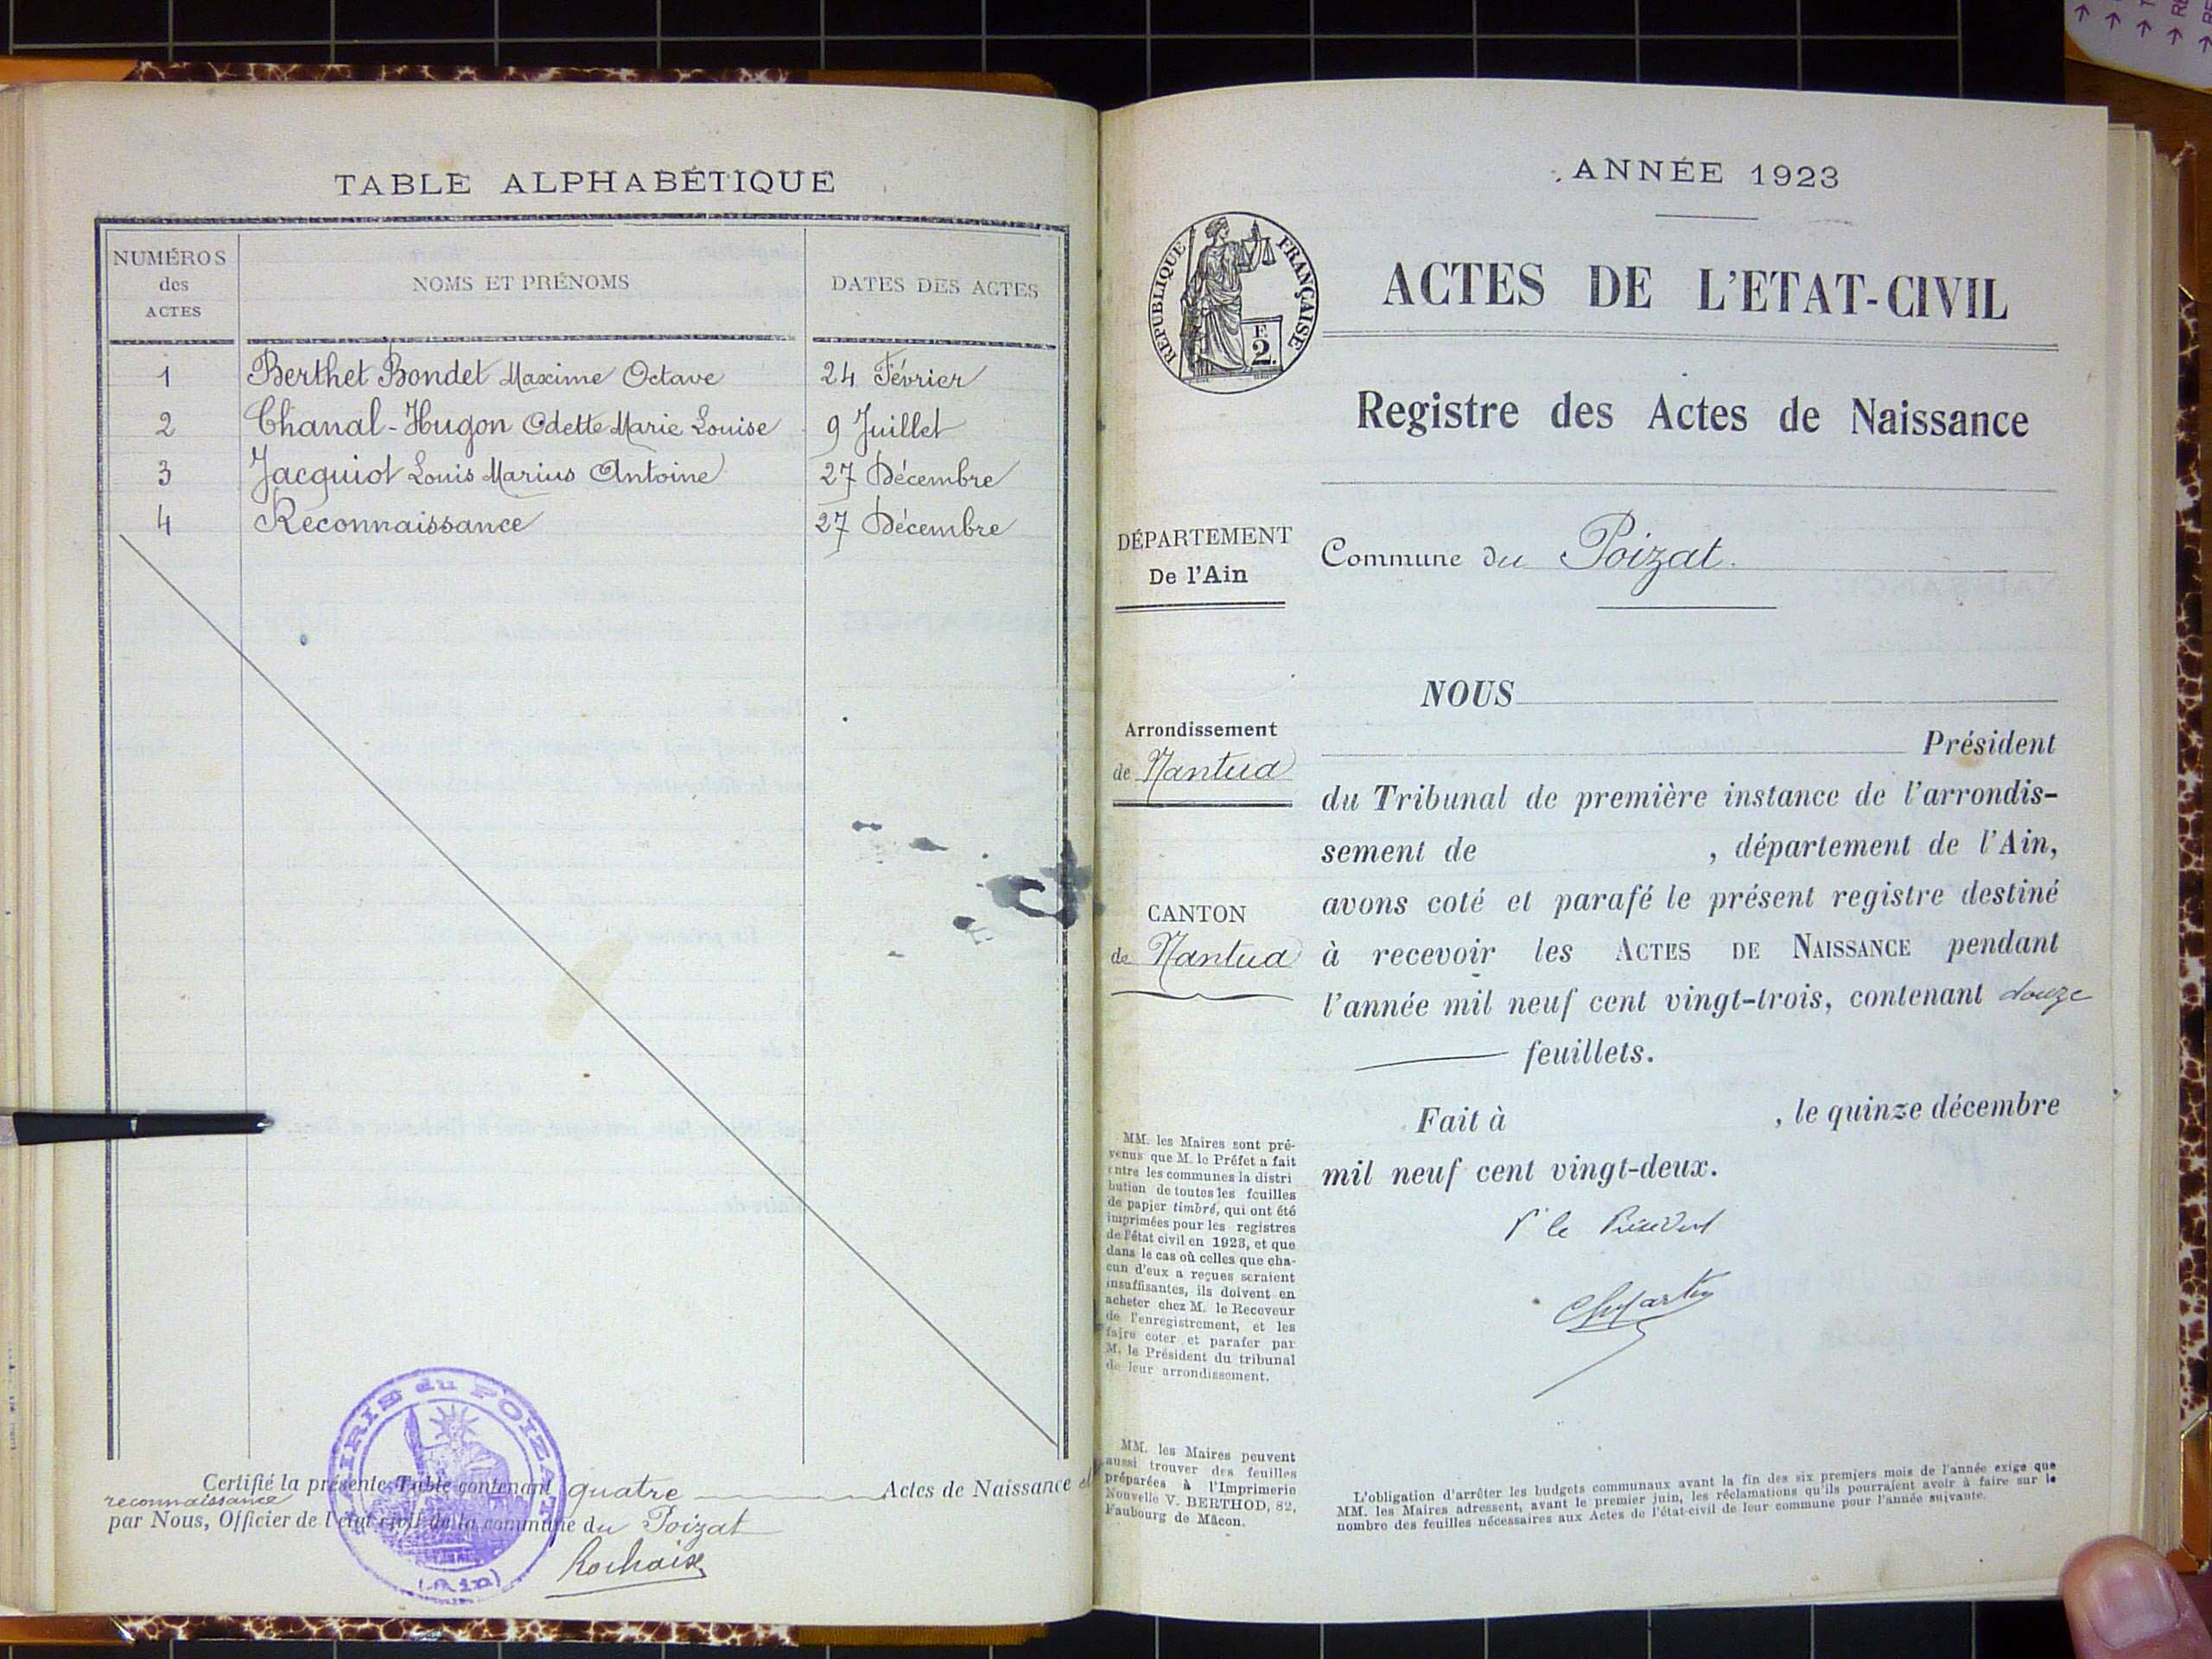 TABLE ALPHABÉTIQUE
NUMÉROS
des
ACTES
NOMS ET PRÉNOMS
DATES DES ACTES
1 Berthet Bondet Maxime Octave 24 Février
2 Chanal-Hugon Odette Marie Louise 9 Juillet
3 Jacquiot Louis Marius Antoine 27 Décembre
4 Reconnaissance 27 Décembre
Certifié la présente Table contenant quatre Actes de Naissance et
reconnaissance
par Nous, Officier de l'état civil de la commune du Poizat
Rochaise
MAIRIE du POIZAT
(Ain)
ANNÉE 1923
RÉPUBLIQUE FRANÇAISE
F.
2.
ACTES DE L'ETAT-CIVIL
Registre des Actes de Naissance
DÉPARTEMENT
De l'Ain
Commune du Poizat.
Arrondissement
de Nantua
CANTON
de Nantua
NOUS
Président
du Tribunal de première instance de l'arrondis-
sement de , département de l'Ain,
avons coté et parafé le présent registre destiné
à recevoir les ACTES DE NAISSANCE pendant
l'année mil neuf cent vingt-trois, contenant douze
feuillets.
Fait à , le quinze décembre
mil neuf cent vingt-deux.
P. le Président
MM. les Maires sont pré-
venus que M. le Préfet a fait
entre les communes la distri
bution de toutes les feuilles
de papier timbré, qui ont été
imprimées pour les registres
de l'état civil en 1923, et que
dans le cas où celles que cha-
cun d'eux a reçues seraient
insuffisantes, ils doivent en
acheter chez M. le Receveur
de l'enregistrement, et les
faire coter et parafer par
M. le Président du tribunal
de leur arrondissement.
MM. les Maires peuvent
aussi trouver des feuilles
préparées à l'Imprimerie
Nouvelle V. BERTHOD, 82,
Faubourg de Mâcon.
L'obligation d'arrêter les budgets communaux avant la fin des six premiers mois de l'année exige que
MM. les Maires adressent, avant le premier juin, les réclamations qu'ils pourraient avoir à faire sur le
nombre des feuilles nécessaires aux Actes de l'état-civil de leur commune pour l'année suivante.